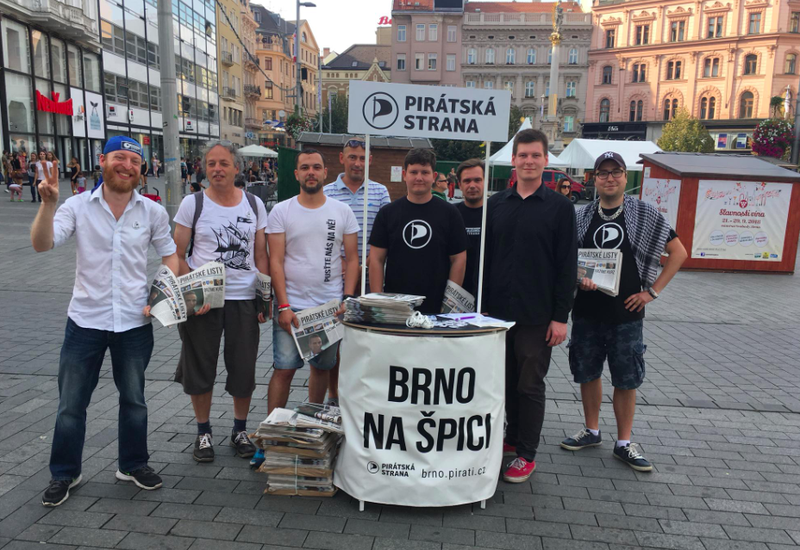 PIRÁTSKÁ
STRANA
PUSŤTE NÁS NA NĚ!
PIRÁTSKÉ LISTY
PIRÁTSKÉ LISTY
PIRÁTSKÉ LISTY
BRNO
NA ŠPICI
PIRÁTSKÁ
STRANA
brno.pirati.cz
Slavnosti vína